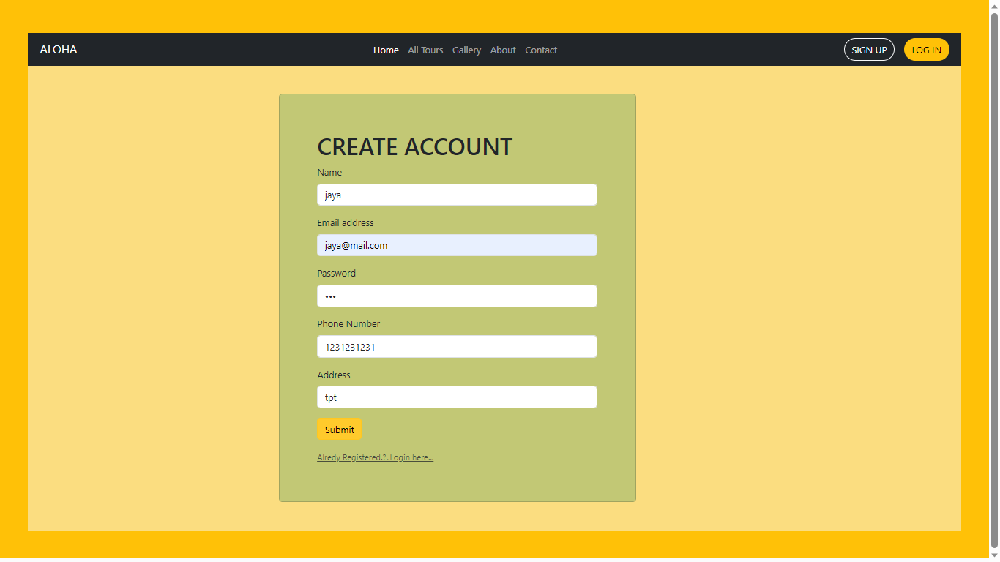 ALOHA Home All Tours Gallery About Contact SIGN UP LOG IN
CREATE ACCOUNT
Name
jaya
Email address
jaya@mail.com
Password
•••
Phone Number
1231231231
Address
tpt
Submit
Alredy Registered.?..Login here...